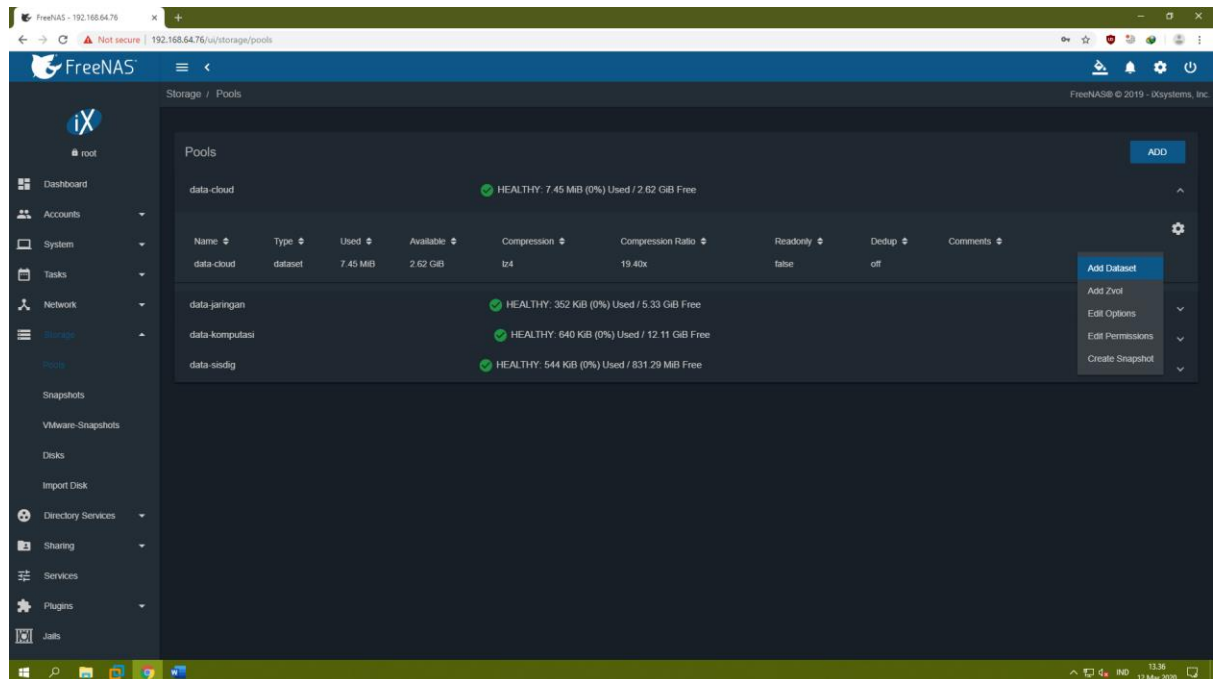 FreeNAS - 192.168.64.76
Not secure | 192.168.64.76/ui/storage/pools
FreeNAS®
Storage / Pools
FreeNAS® © 2019 - iXsystems, Inc.
iX
root
Pools
ADD
Dashboard
data-cloud HEALTHY: 7.45 MiB (0%) Used / 2.62 GiB Free
Accounts
System
Name Type Used Available Compression Compression Ratio Readonly Dedup Comments
data-cloud dataset 7.45 MiB 2.62 GiB lz4 19.40x false off
Add Dataset
Add Zvol
Edit Options
Edit Permissions
Create Snapshot
Tasks
Network
data-jaringan HEALTHY: 352 KiB (0%) Used / 5.33 GiB Free
Storage
data-komputasi HEALTHY: 640 KiB (0%) Used / 12.11 GiB Free
Pools
data-sisdig HEALTHY: 544 KiB (0%) Used / 831.29 MiB Free
Snapshots
VMware-Snapshots
Disks
Import Disk
Directory Services
Sharing
Services
Plugins
Jails
IND
13.36
12 Mar 2020